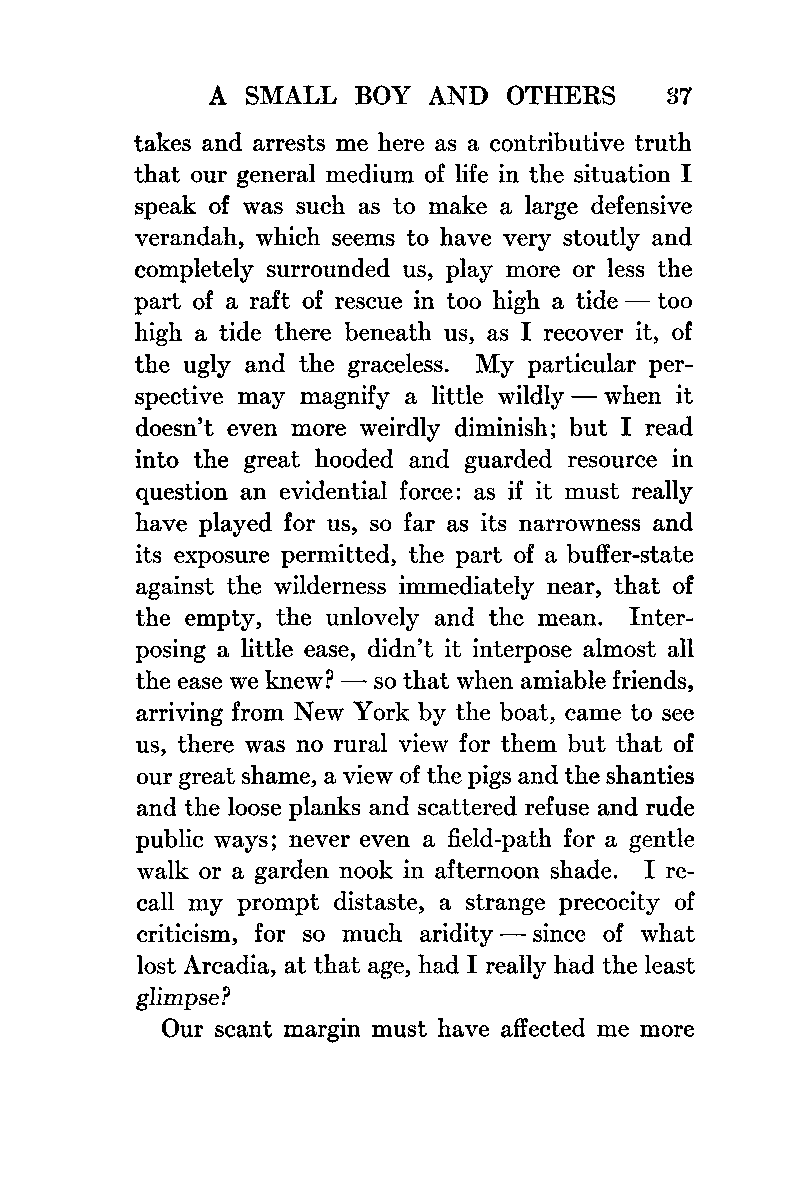 A SMALL BOY AND OTHERS 37
takes and arrests me here as a contributive truth
that our general medium of life in the situation I
speak of was such as to make a large defensive
verandah, which seems to have very stoutly and
completely surrounded us, play more or less the
part of a raft of rescue in too high a tide — too
high a tide there beneath us, as I recover it, of
the ugly and the graceless. My particular per-
spective may magnify a little wildly — when it
doesn't even more weirdly diminish; but I read
into the great hooded and guarded resource in
question an evidential force: as if it must really
have played for us, so far as its narrowness and
its exposure permitted, the part of a buffer-state
against the wilderness immediately near, that of
the empty, the unlovely and the mean. Inter-
posing a little ease, didn't it interpose almost all
the ease we knew? — so that when amiable friends,
arriving from New York by the boat, came to see
us, there was no rural view for them but that of
our great shame, a view of the pigs and the shanties
and the loose planks and scattered refuse and rude
public ways; never even a field-path for a gentle
walk or a garden nook in afternoon shade. I re-
call my prompt distaste, a strange precocity of
criticism, for so much aridity — since of what
lost Arcadia, at that age, had I really had the least
glimpse?
Our scant margin must have affected me more